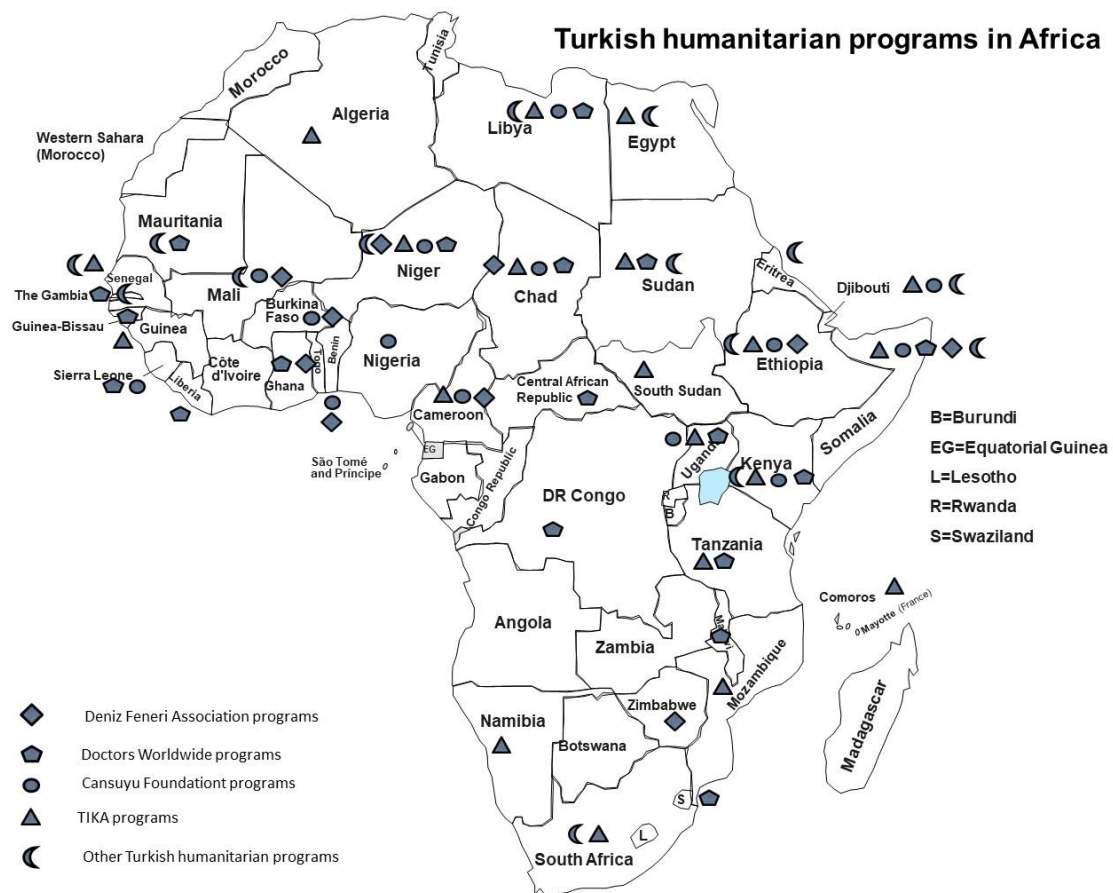 Turkish humanitarian programs in Africa
Tunisia
Morocco
Algeria
Libya
Egypt
Western Sahara
(Morocco)
Mauritania
Niger
Senegal
Mali
Chad
Sudan
Eritrea
Djibouti
The Gambia
Guinea-Bissau
Guinea
Burkina
Faso
Benin
Togo
Nigeria
Côte
d'Ivoire
Ghana
Sierra Leone
Liberia
Ethiopia
South Sudan
Central African
Republic
Cameroon
Somalia
São Tomé
and Príncipe
EG
Gabon
Congo Republic
DR Congo
Uganda
Kenya
R
B
Tanzania
B=Burundi
EG=Equatorial Guinea
L=Lesotho
R=Rwanda
S=Swaziland
Comoros
Mayotte (France)
Angola
Zambia
Mozambique
Madagascar
Namibia
Zimbabwe
Botswana
S
L
South Africa
Deniz Feneri Association programs
Doctors Worldwide programs
Cansuyu Foundationt programs
TIKA programs
Other Turkish humanitarian programs